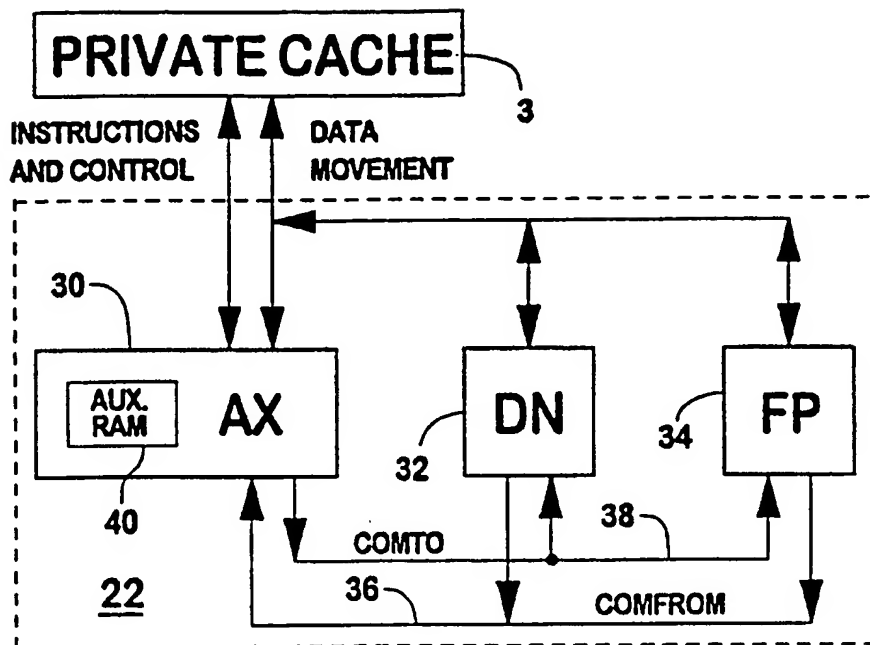 PRIVATE CACHE
3
INSTRUCTIONS
AND CONTROL
DATA
MOVEMENT
30
AUX.
RAM
AX
40
DN
32
FP
34
COMTO
38
22
36
COMFROM